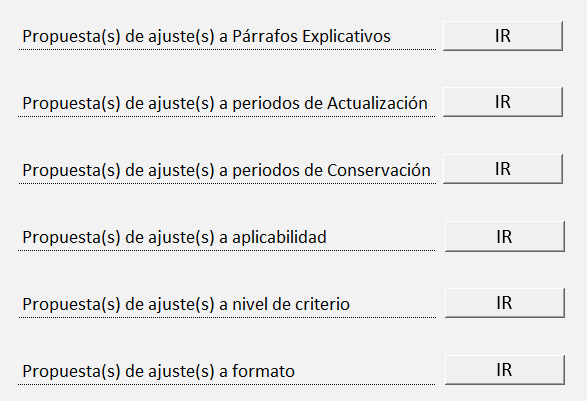 Propuesta(s) de ajuste(s) a Párrafos Explicativos IR
Propuesta(s) de ajuste(s) a periodos de Actualización IR
Propuesta(s) de ajuste(s) a periodos de Conservación IR
Propuesta(s) de ajuste(s) a aplicabilidad IR
Propuesta(s) de ajuste(s) a nivel de criterio IR
Propuesta(s) de ajuste(s) a formato IR